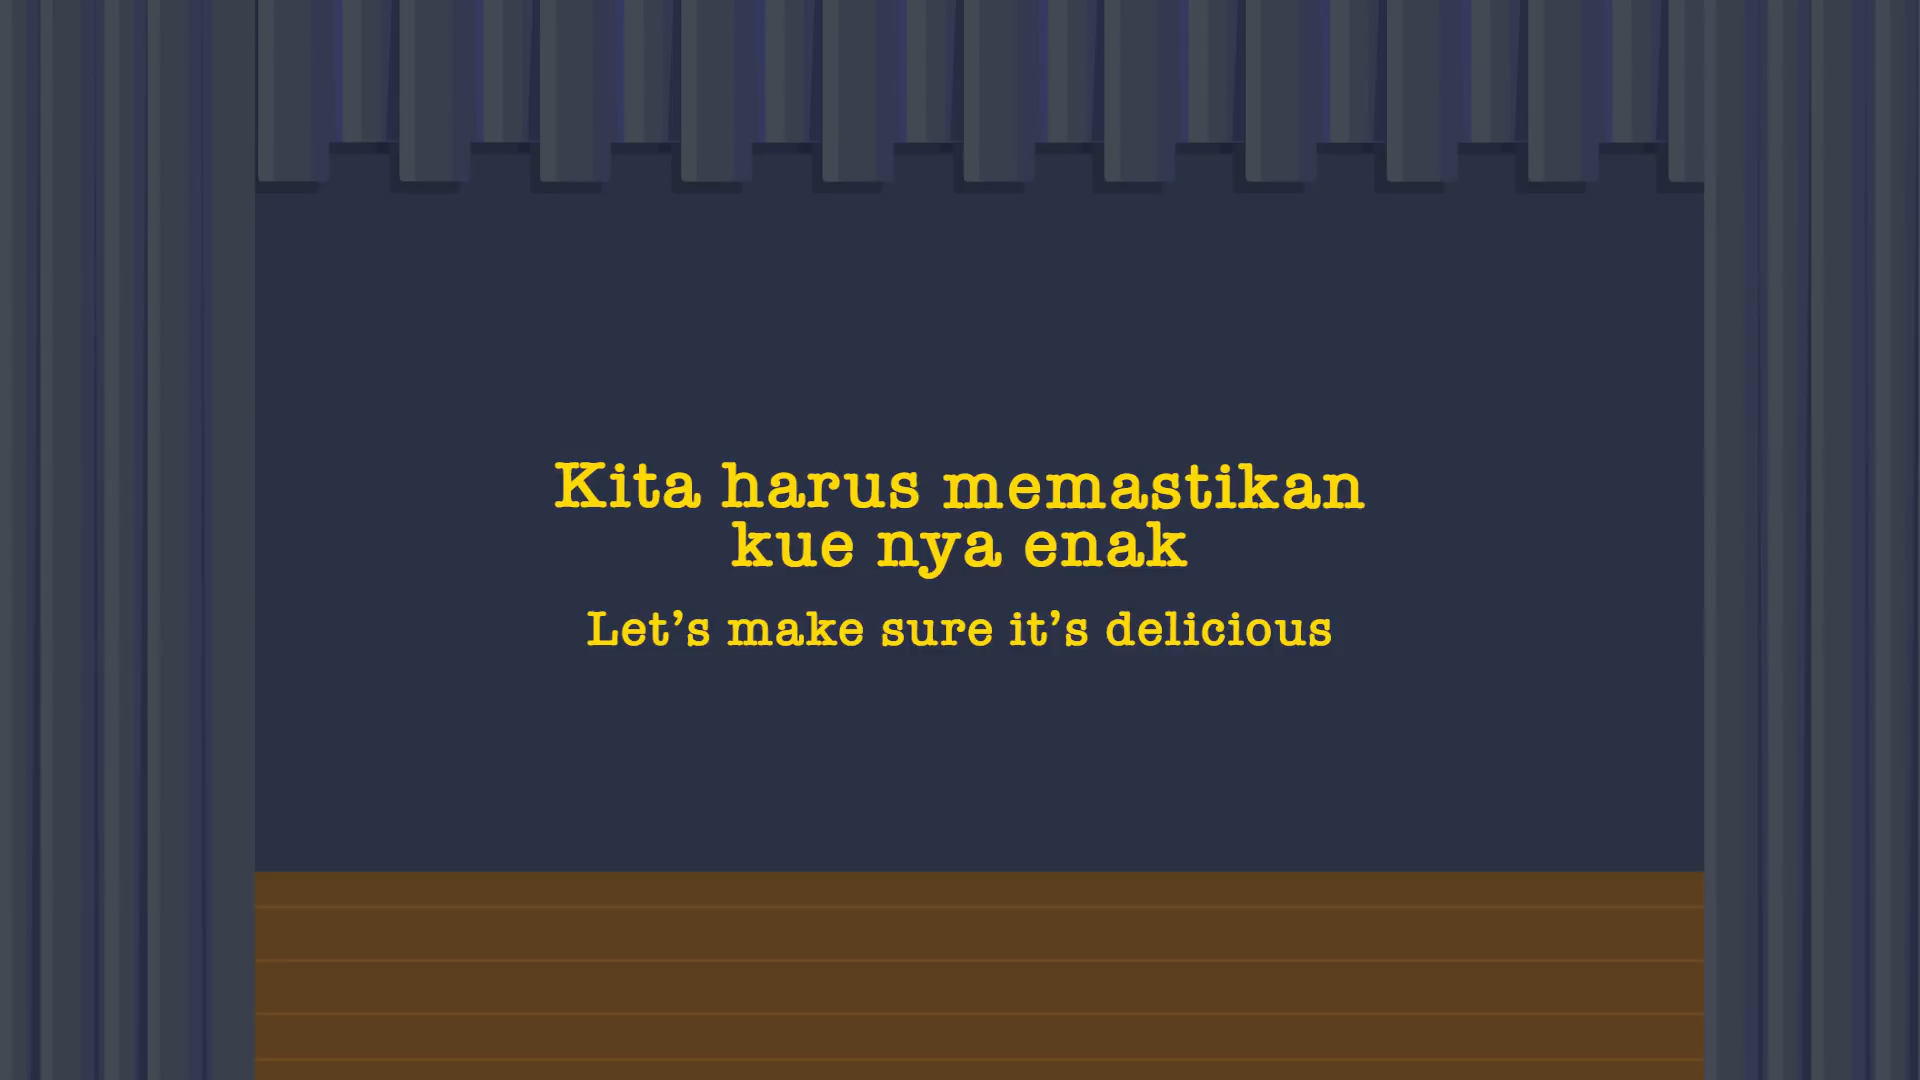 Kita harus memastikan
kue nya enak
Let’s make sure it’s delicious